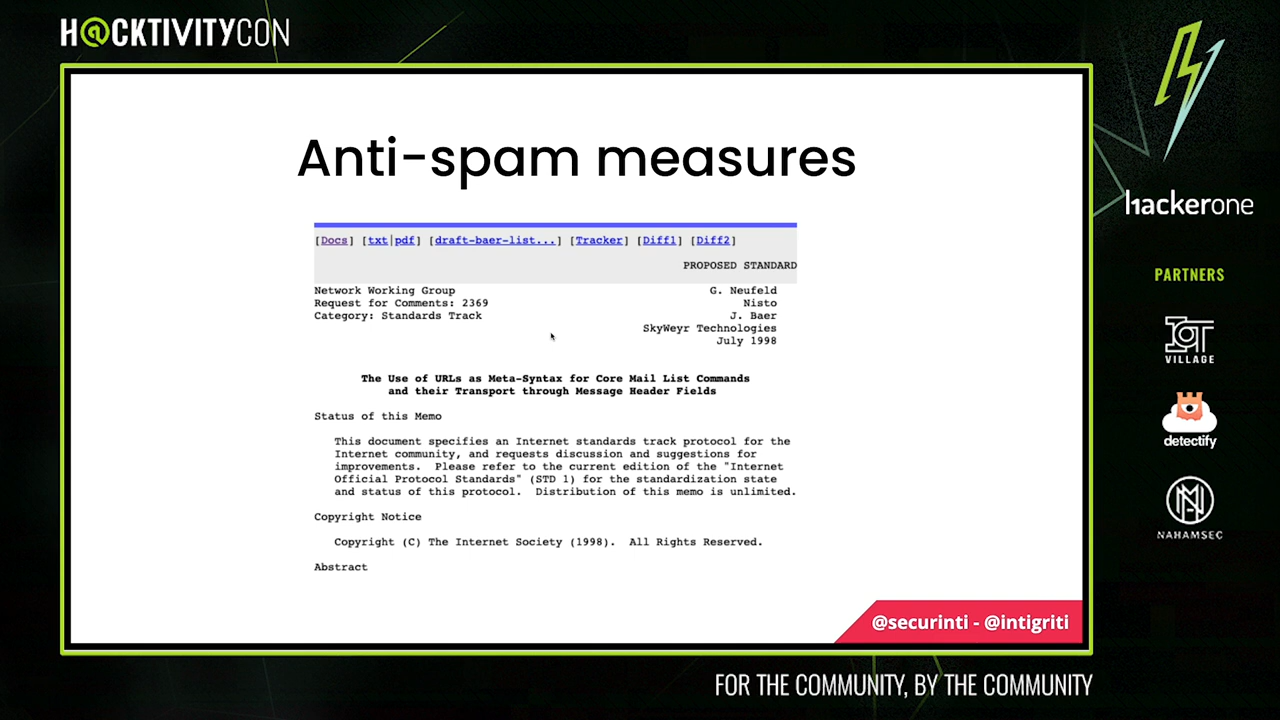 H@CKTIVITYCON
Anti-spam measures
[Docs] [txt|pdf] [draft-baer-list...] [Tracker] [Diff1] [Diff2]
PROPOSED STANDARD
Network Working Group G. Neufeld
Request for Comments: 2369 Nisto
Category: Standards Track J. Baer
SkyWeyr Technologies
July 1998
The Use of URLs as Meta-Syntax for Core Mail List Commands
and their Transport through Message Header Fields
Status of this Memo
This document specifies an Internet standards track protocol for the
Internet community, and requests discussion and suggestions for
improvements. Please refer to the current edition of the "Internet
Official Protocol Standards" (STD 1) for the standardization state
and status of this protocol. Distribution of this memo is unlimited.
Copyright Notice
Copyright (C) The Internet Society (1998). All Rights Reserved.
Abstract
@securinti - @intigriti
hackerone
PARTNERS
IOT
VILLAGE
detectify
NAHAMSEC
FOR THE COMMUNITY, BY THE COMMUNITY